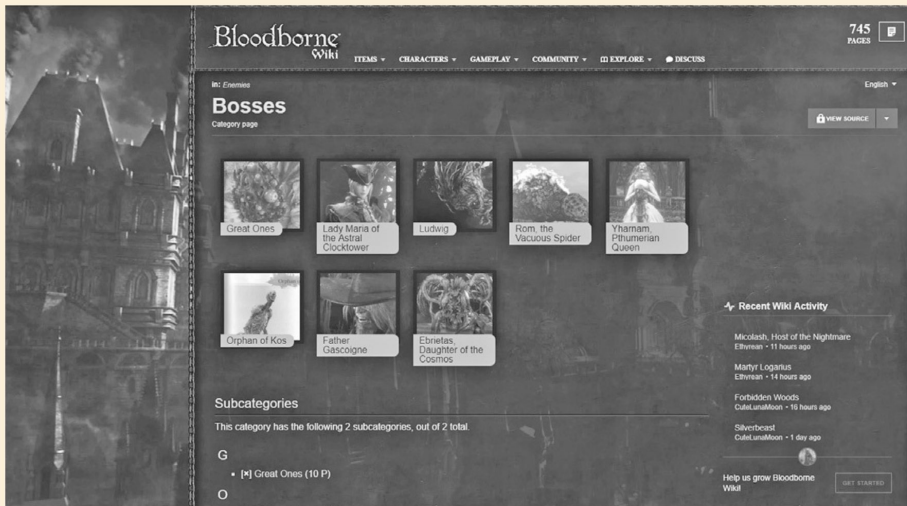 Bloodborne
Wiki
745
PAGES
ITEMS
CHARACTERS
GAMEPLAY
COMMUNITY
EXPLORE
DISCUSS
in: Enemies
English
Bosses
Category page
VIEW SOURCE
Great Ones
Lady Maria of
the Astral
Clocktower
Ludwig
Rom, the
Vacuous Spider
Yharnam,
Pthumerian
Queen
Orphan of Kos
Father
Gascoigne
Ebrietas,
Daughter of the
Cosmos
Recent Wiki Activity
Micolash, Host of the Nightmare
Ethyrean • 11 hours ago
Martyr Logarius
Ethyrean • 14 hours ago
Forbidden Woods
CuteLunaMoon • 16 hours ago
Silverbeast
CuteLunaMoon • 1 day ago
Help us grow Bloodborne
Wiki!
GET STARTED
Subcategories
This category has the following 2 subcategories, out of 2 total.
G
• [×] Great Ones (10 P)
O